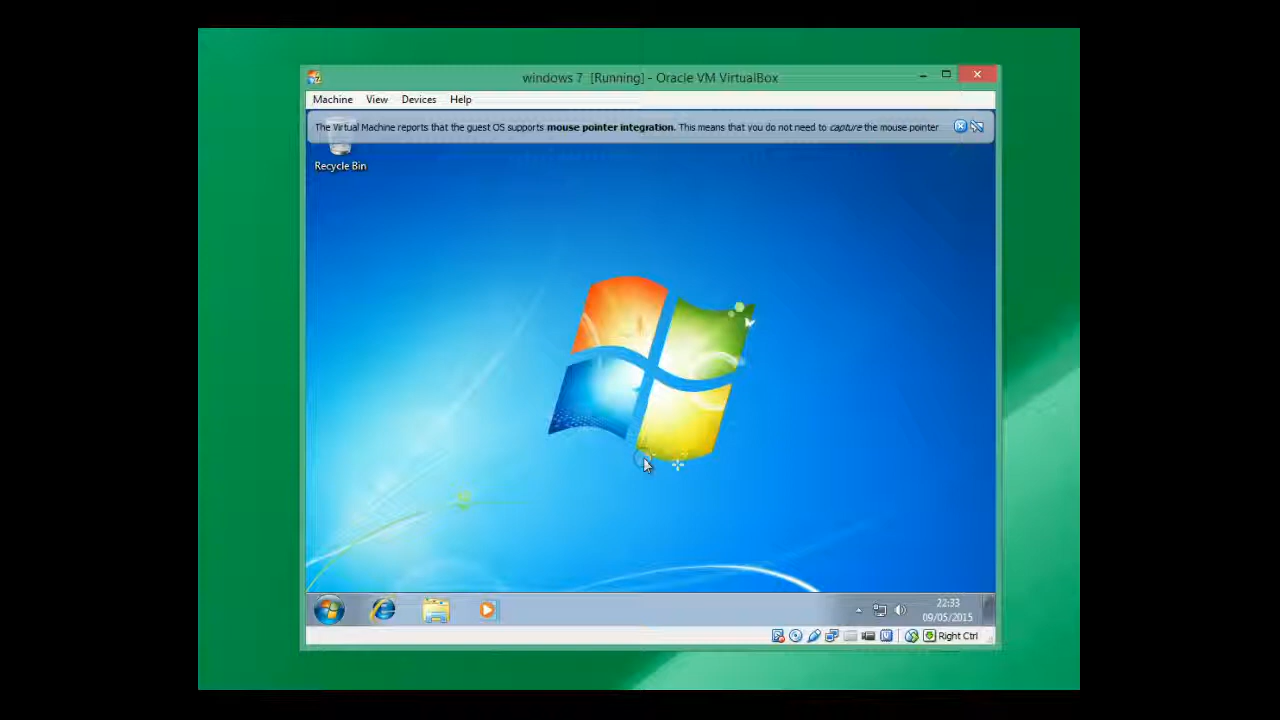 windows 7 [Running] - Oracle VM VirtualBox
Machine View Devices Help
The Virtual Machine reports that the guest OS supports mouse pointer integration. This means that you do not need to capture the mouse pointer
Recycle Bin
22:33
09/05/2015
Right Ctrl